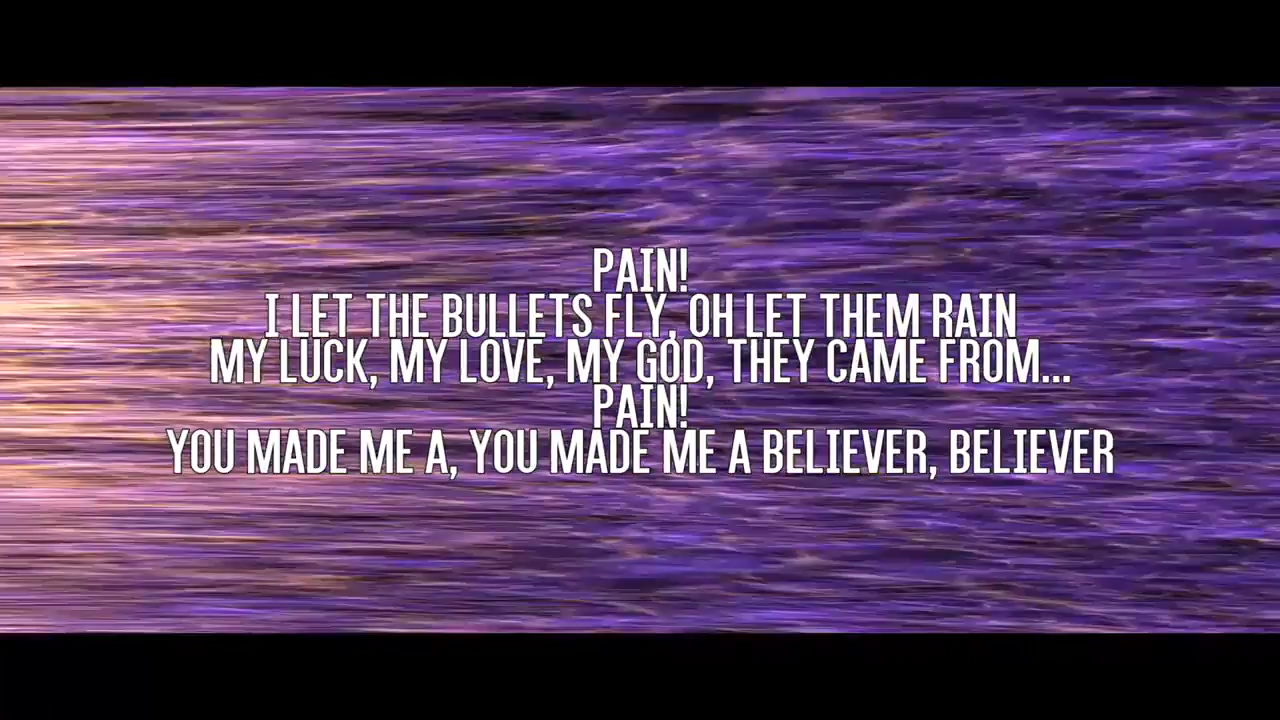 PAIN!
I LET THE BULLETS FLY, OH LET THEM RAIN
MY LUCK, MY LOVE, MY GOD, THEY CAME FROM...
PAIN!
YOU MADE ME A, YOU MADE ME A BELIEVER, BELIEVER